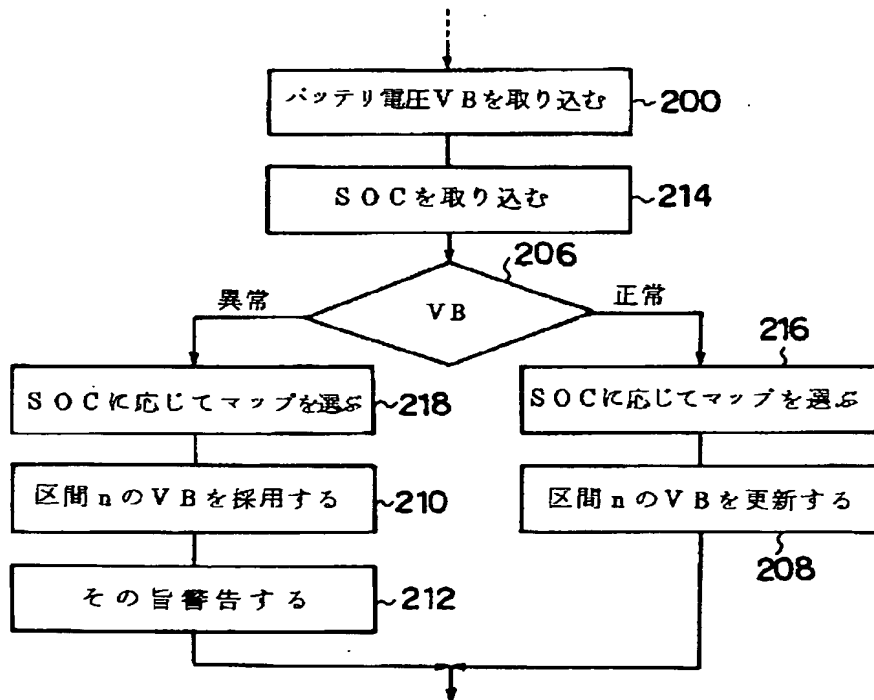 バッテリ電圧VBを取り込む
200
SOCを取り込む
214
206
VB
異常
正常
216
SOCに応じてマップを選ぶ
218
SOCに応じてマップを選ぶ
区間nのVBを採用する
210
区間nのVBを更新する
208
その旨警告する
212